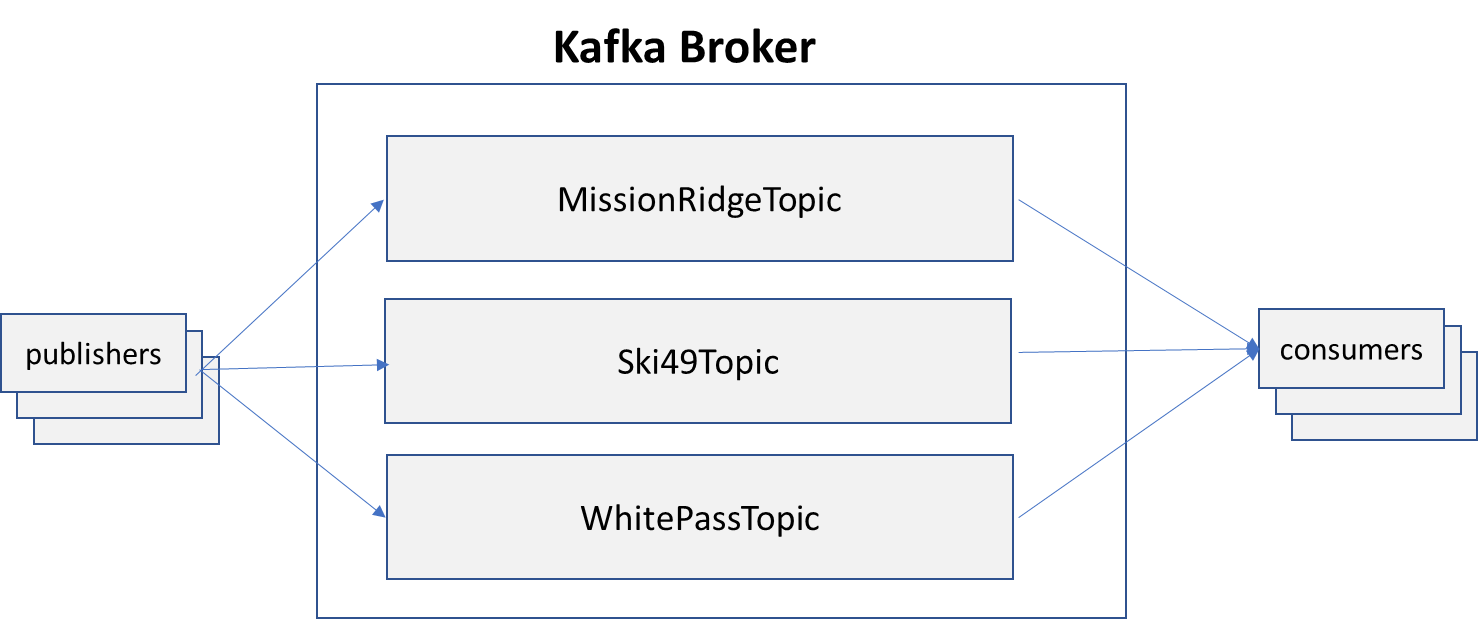 Kafka Broker
MissionRidgeTopic
publishers
Ski49Topic
consumers
WhitePassTopic